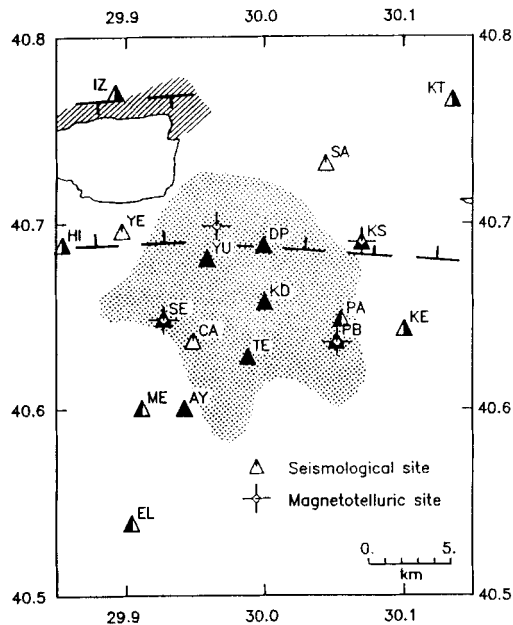 29.9 30.0 30.1
40.8 40.8
IZ KT
SA
40.7 YE 40.7
HI YU DP KS
KD
SE PA
CA TE PB KE
40.6 ME AY 40.6
Seismological site
Magnetotelluric site
EL
0. 5.
km
40.5 40.5
29.9 30.0 30.1